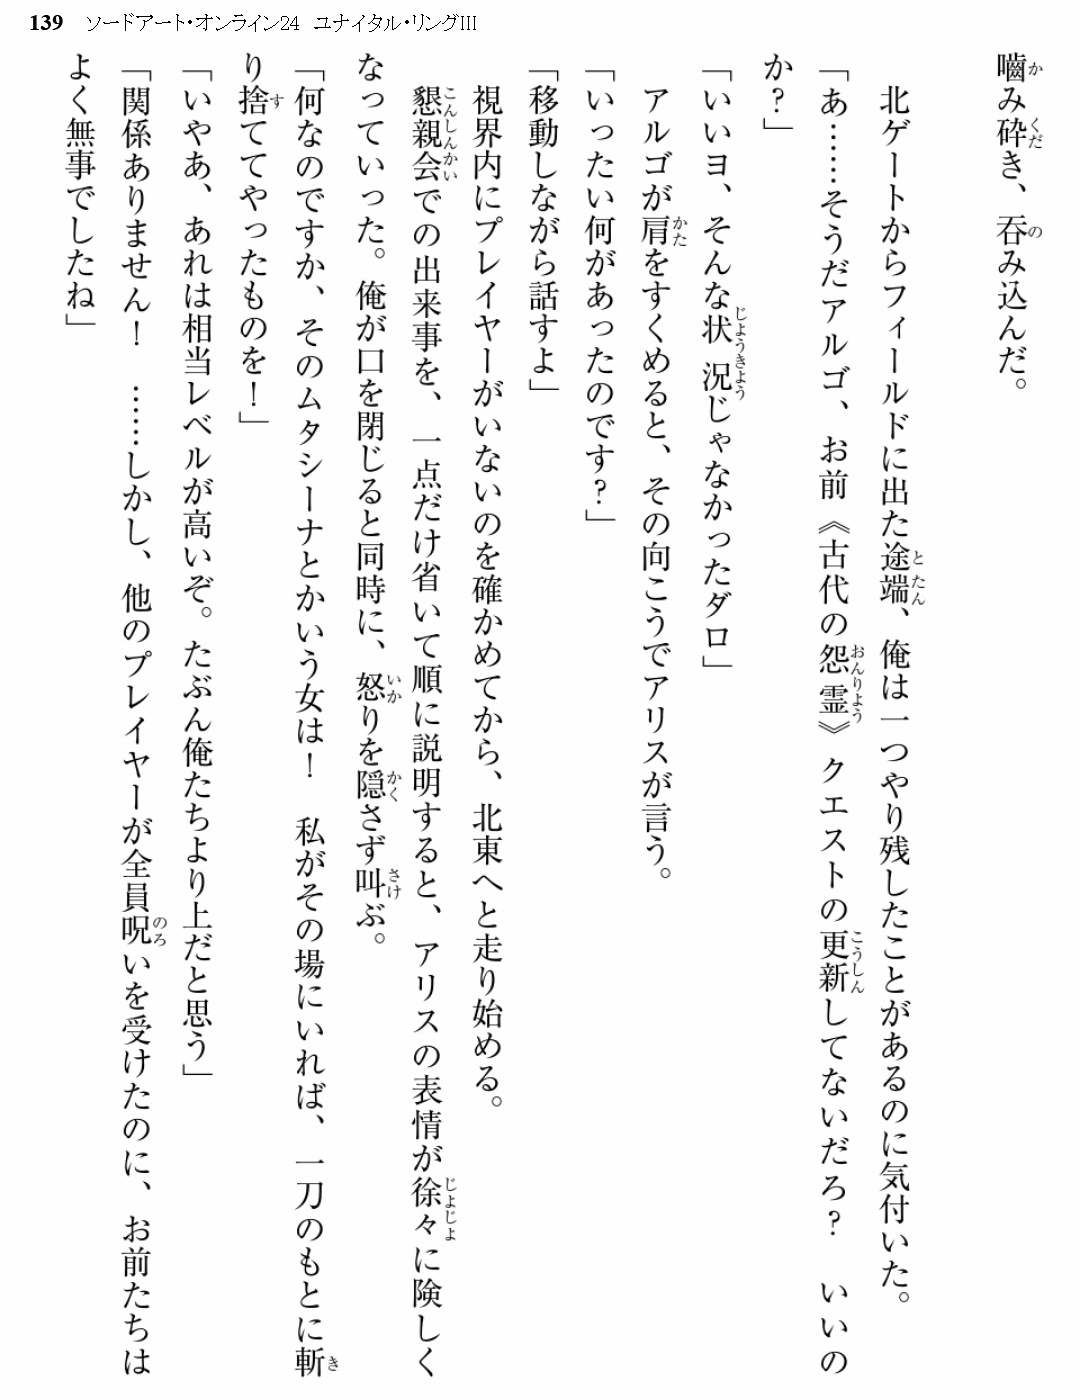 139 ソードアート・オンライン24 ユナイタル・リングIII
嚙み砕き、呑み込んだ。
北ゲートからフィールドに出た途端、俺は一つやり残したことがあるのに気付いた。
「あ……そうだアルゴ、お前《古代の怨霊》クエストの更新してないだろ？ いいの
か？」
「いいヨ、そんな状況じゃなかったダロ」
アルゴが肩をすくめると、その向こうでアリスが言う。
「いったい何があったのです？」
「移動しながら話すよ」
視界内にプレイヤーがいないのを確かめてから、北東へと走り始める。
懇親会での出来事を、一点だけ省いて順に説明すると、アリスの表情が徐々に険しく
なっていった。俺が口を閉じると同時に、怒りを隠さず叫ぶ。
「何なのですか、そのムタシーナとかいう女は！ 私がその場にいれば、一刀のもとに斬
り捨ててやったものを！」
「いやあ、あれは相当レベルが高いぞ。たぶん俺たちより上だと思う」
「関係ありません！ ……しかし、他のプレイヤーが全員呪いを受けたのに、お前たちは
よく無事でしたね」